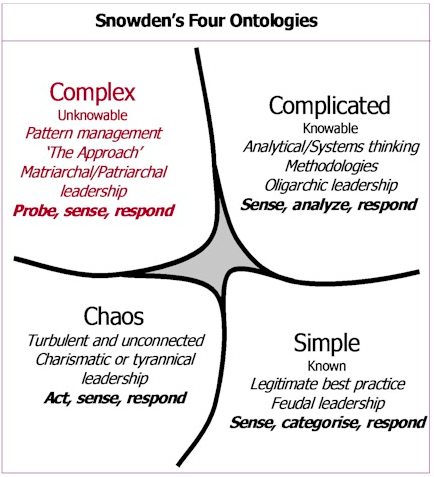 Snowden's Four Ontologies
Complex
Unknowable
Pattern management
‘The Approach’
Matriarchal/Patriarchal
leadership
Probe, sense, respond
Complicated
Knowable
Analytical/Systems thinking
Methodologies
Oligarchic leadership
Sense, analyze, respond
Chaos
Turbulent and unconnected
Charismatic or tyrannical
leadership
Act, sense, respond
Simple
Known
Legitimate best practice
Feudal leadership
Sense, categorise, respond